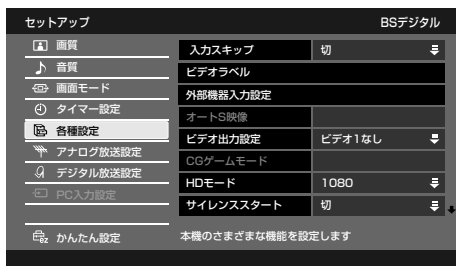 セットアップ
BSデジタル
画質
音質
画面モード
タイマー設定
各種設定
アナログ放送設定
デジタル放送設定
PC入力設定
かんたん設定
入力スキップ 切
ビデオラベル
外部機器入力設定
オートS映像
ビデオ出力設定 ビデオ1なし
CGゲームモード
HDモード 1080
サイレンススタート 切
本機のさまざまな機能を設定します